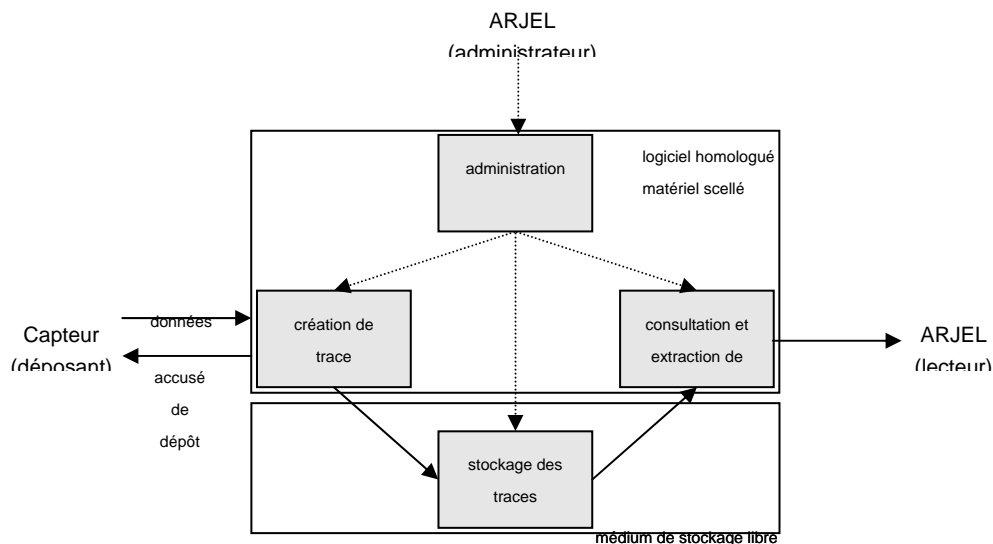 ARJEL
(administrateur)
administration
logiciel homologué
matériel scellé
données
création de
trace
consultation et
extraction de
Capteur
(déposant)
ARJEL
(lecteur)
accusé
de
dépôt
stockage des
traces
médium de stockage libre